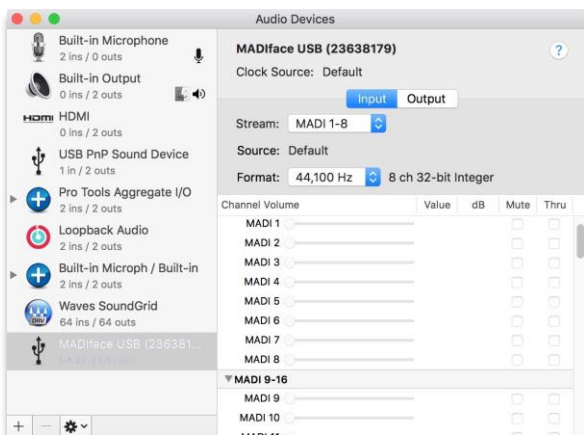 Audio Devices
Built-in Microphone
2 ins / 0 outs
Built-in Output
0 ins / 2 outs
HDMI HDMI
0 ins / 2 outs
USB PnP Sound Device
1 in / 2 outs
Pro Tools Aggregate I/O
2 ins / 2 outs
Loopback Audio
2 ins / 2 outs
Built-in Microph / Built-in
2 ins / 2 outs
Waves SoundGrid
64 ins / 64 outs
MADIface USB (236381...
MADIface USB (23638179)
?
Clock Source: Default
Input Output
Stream: MADI 1-8
Source: Default
Format: 44,100 Hz 8 ch 32-bit Integer
Channel Volume Value dB Mute Thru
MADI 1
MADI 2
MADI 3
MADI 4
MADI 5
MADI 6
MADI 7
MADI 8
MADI 9-16
MADI 9
MADI 10